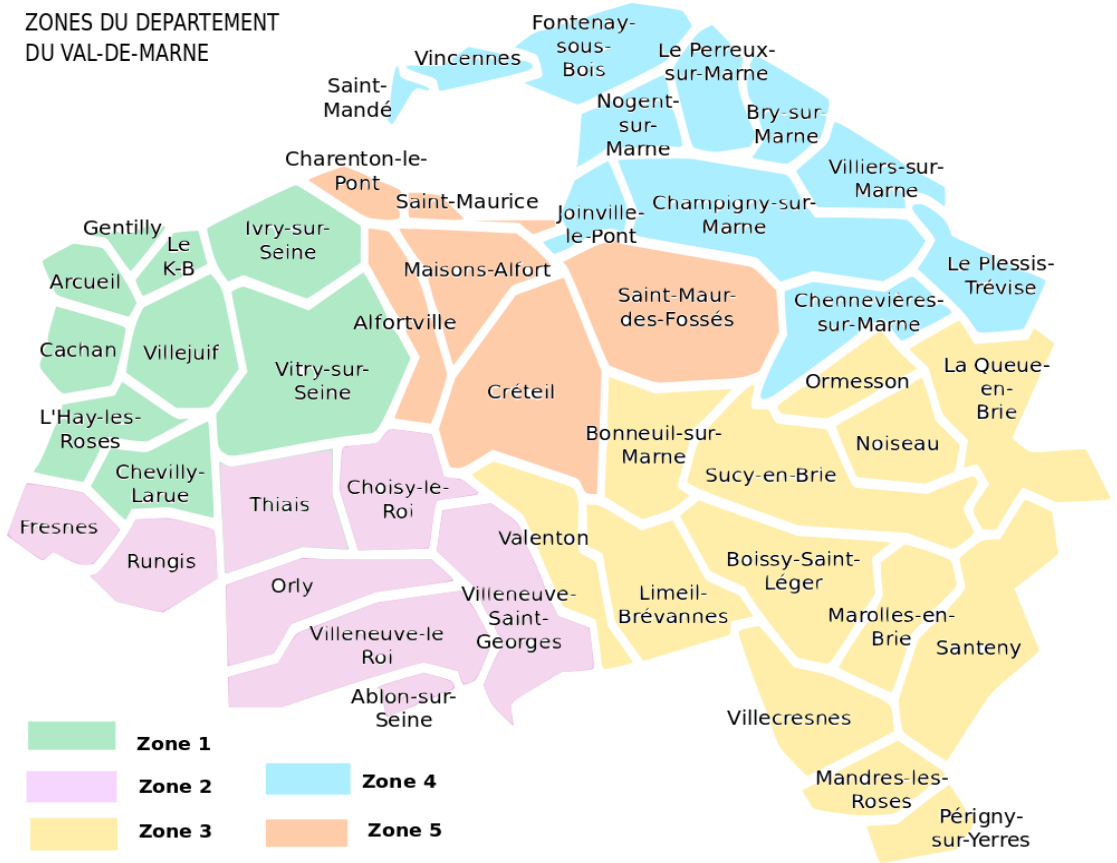 ZONES DU DEPARTEMENT
DU VAL-DE-MARNE
Fontenay-
sous-
Bois
Vincennes
Le Perreux-
sur-Marne
Saint-
Mandé
Nogent-
sur-
Marne
Bry-sur-
Marne
Charenton-le-
Pont
Villiers-sur-
Marne
Saint-Maurice
Joinville-
le-Pont
Champigny-sur-
Marne
Gentilly
Le
K-B
Ivry-sur-
Seine
Arcueil
Maisons-Alfort
Le Plessis-
Trévise
Saint-Maur-
des-Fossés
Chennevières-
sur-Marne
Alfortville
Cachan
Villejuif
Vitry-sur-
Seine
Créteil
Ormesson
La Queue-
en-
Brie
L'Hay-les-
Roses
Bonneuil-sur-
Marne
Noiseau
Sucy-en-Brie
Chevilly-
Larue
Thiais
Choisy-le-
Roi
Fresnes
Rungis
Valenton
Orly
Boissy-Saint-
Léger
Villeneuve-
Saint-
Georges
Limeil-
Brévannes
Marolles-en-
Brie
Santeny
Villeneuve-le
Roi
Ablon-sur-
Seine
Villecresnes
Mandres-les-
Roses
Périgny-
sur-Yerres
Zone 1
Zone 2
Zone 3
Zone 4
Zone 5